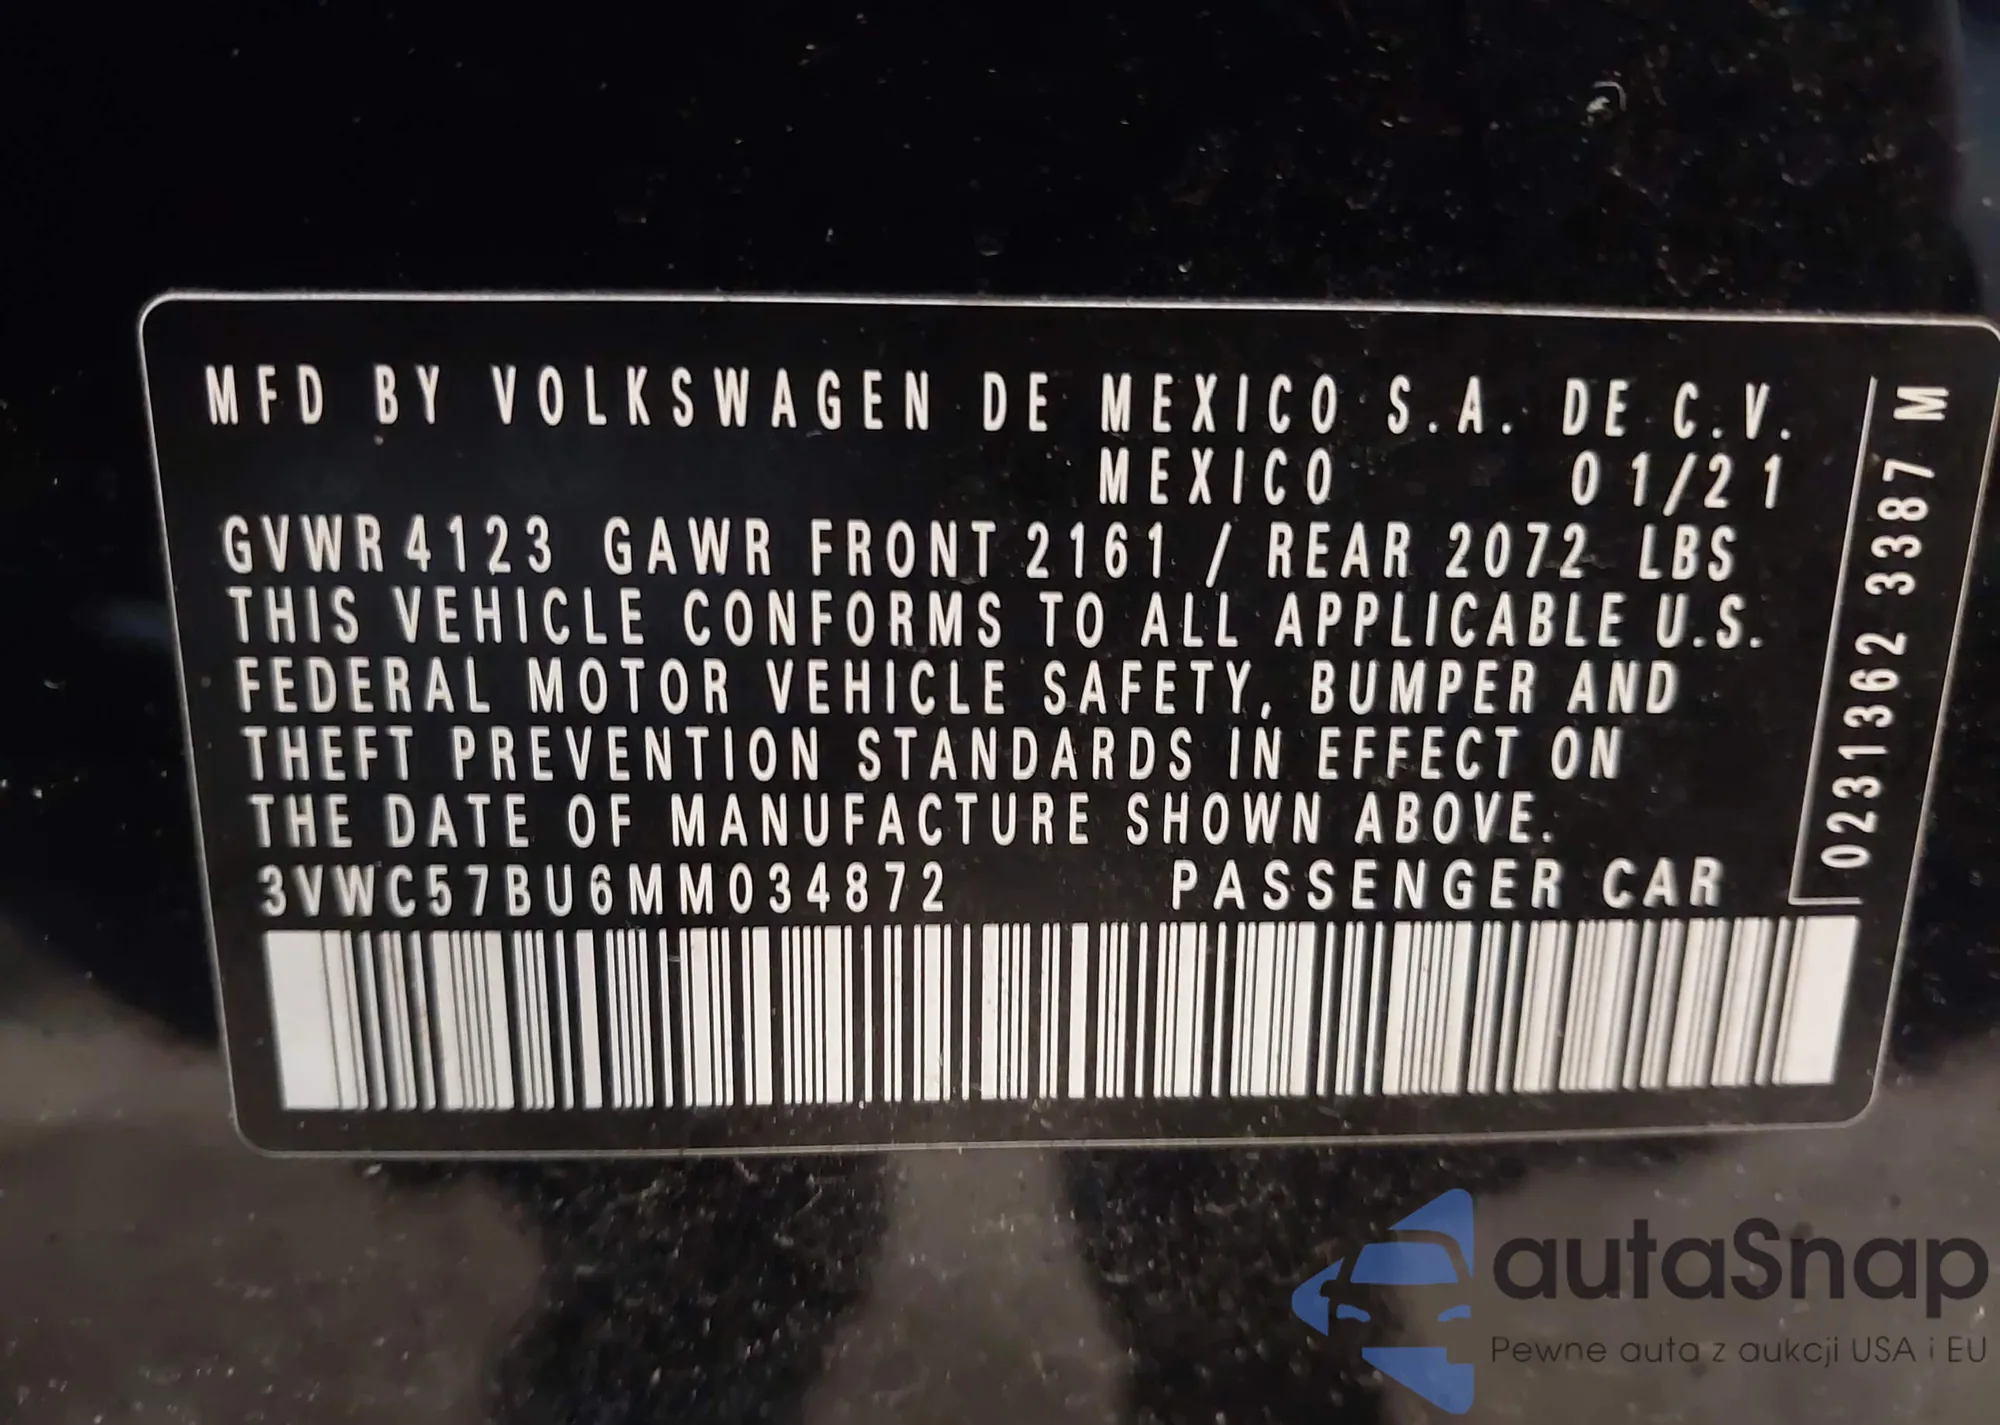 MFD BY VOLKSWAGEN DE MEXICO S.A. DE C.V.
MEXICO 01/21
GVWR 4123 GAWR FRONT 2161 / REAR 2072 LBS
THIS VEHICLE CONFORMS TO ALL APPLICABLE U.S.
FEDERAL MOTOR VEHICLE SAFETY, BUMPER AND
THEFT PREVENTION STANDARDS IN EFFECT ON
THE DATE OF MANUFACTURE SHOWN ABOVE.
3VWC57BU6MM034872 PASSENGER CAR
0231362 3387 M
autaSnap
Pewne auta z aukcji USA i EU